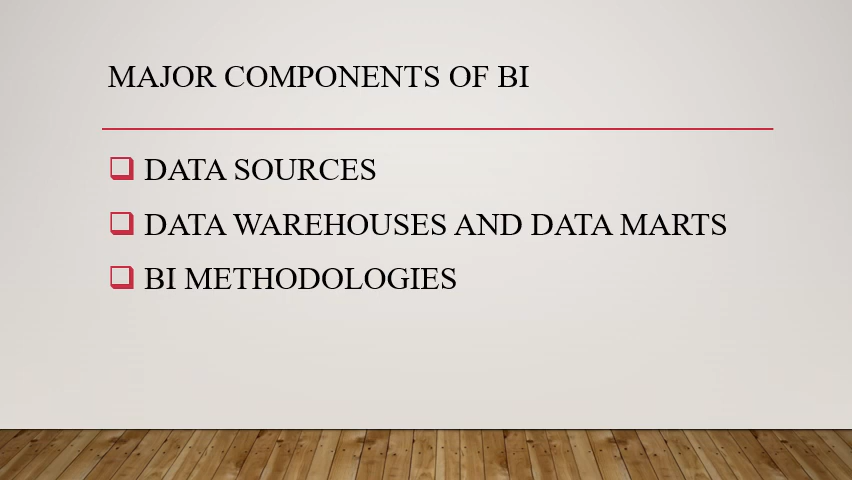 MAJOR COMPONENTS OF BI
DATA SOURCES
DATA WAREHOUSES AND DATA MARTS
BI METHODOLOGIES